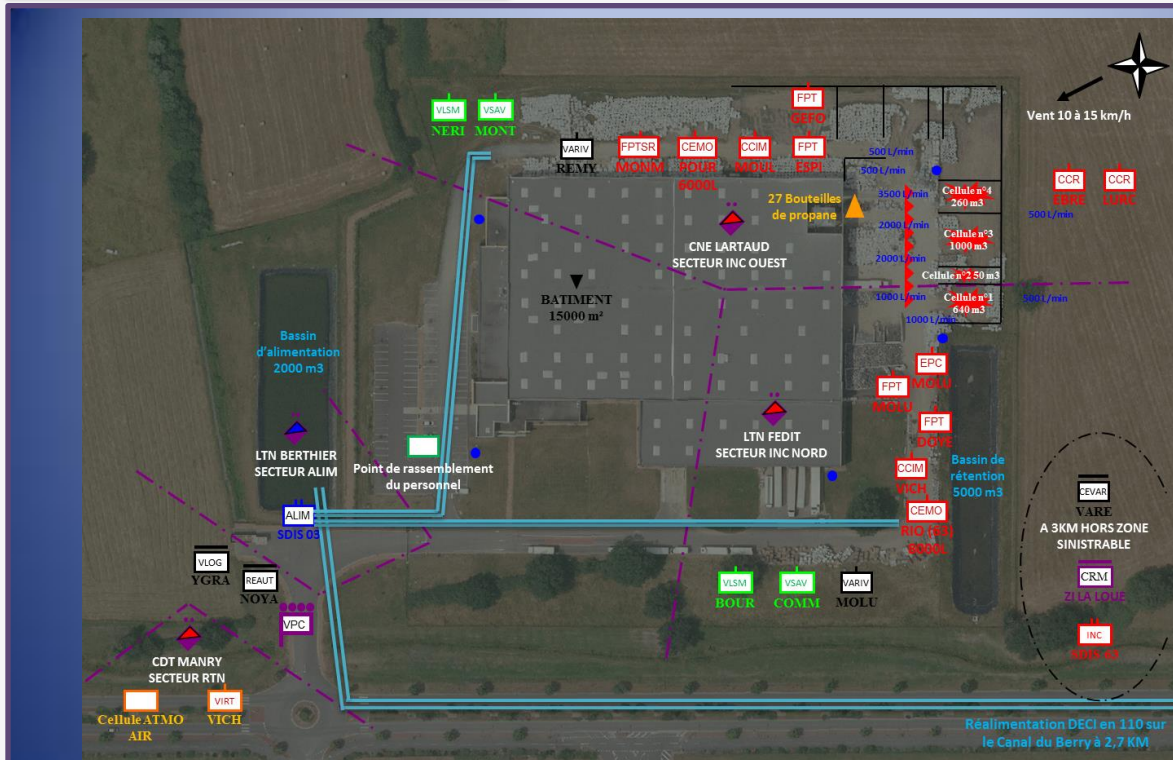 Vent 10 à 15 km/h
VLSM
NERI
VSAV
MONT
VARIV
REMY
FPTSR
MONM
CEMO
POUR
6000L
CCIM
MOUL
FPT
GEFO
FPT
ESPI
500 L/min
500 L/min
3500 L/min
2000 L/min
2000 L/min
1000 L/min
1000 L/min
Cellule n°4
260 m3
Cellule n°3
1000 m3
Cellule n°2 50 m3
Cellule n°1
640 m3
CCR
EBRE
CCR
LURC
500 L/min
500 L/min
27 Bouteilles
de propane
CNE LARTAUD
SECTEUR INC OUEST
BATIMENT
15000 m²
Bassin
d'alimentation
2000 m3
LTN BERTHIER
SECTEUR ALIM
Point de rassemblement
du personnel
LTN FEDIT
SECTEUR INC NORD
EPC
MOLU
FPT
MOLU
FPT
CCIM
VICH
CEMO
RIO (63)
Bassin de
rétention
5000 m3
ALIM
SDIS 03
VLOG
YGRA
REAUT
NOYA
VPC
CDT MANRY
SECTEUR RTN
Cellule ATMO
AIR
VIRT
VICH
VLSM
BOUR
VSAV
COMM
VARIV
MOLU
CEVAR
VARE
A 3KM HORS ZONE
SINISTRABLE
CRM
ZI LA LOUE
INC
Réalimentation DECI en 110 sur
le Canal du Berry à 2,7 KM